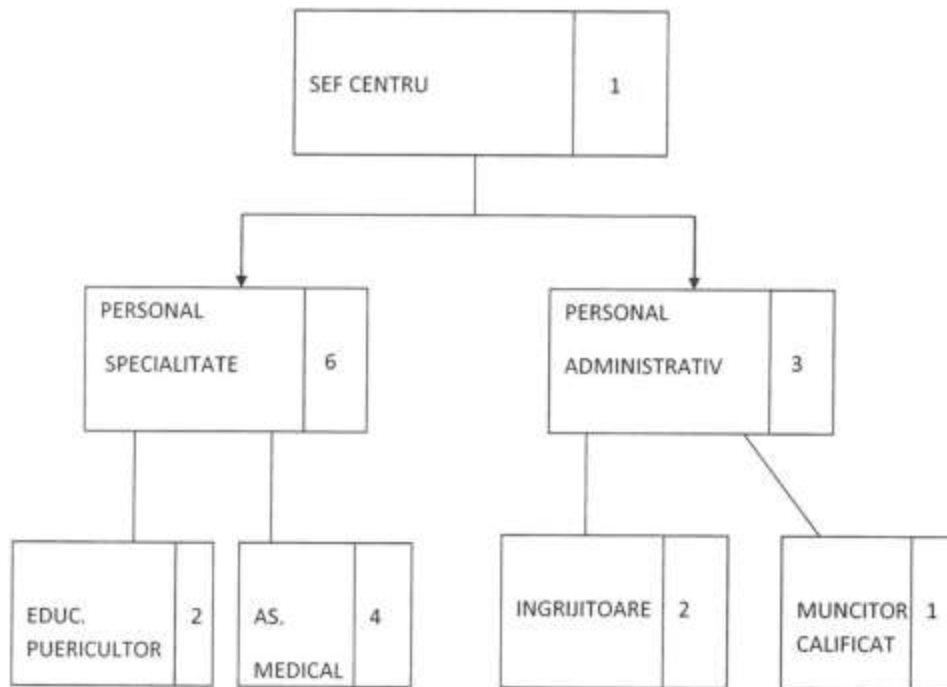 SEF CENTRU 1
PERSONAL
SPECIALITATE 6
PERSONAL
ADMINISTRATIV 3
EDUC. 2
PUERICULTOR
AS. 4
MEDICAL
INGRIJITOARE 2
MUNCITOR 1
CALIFICAT